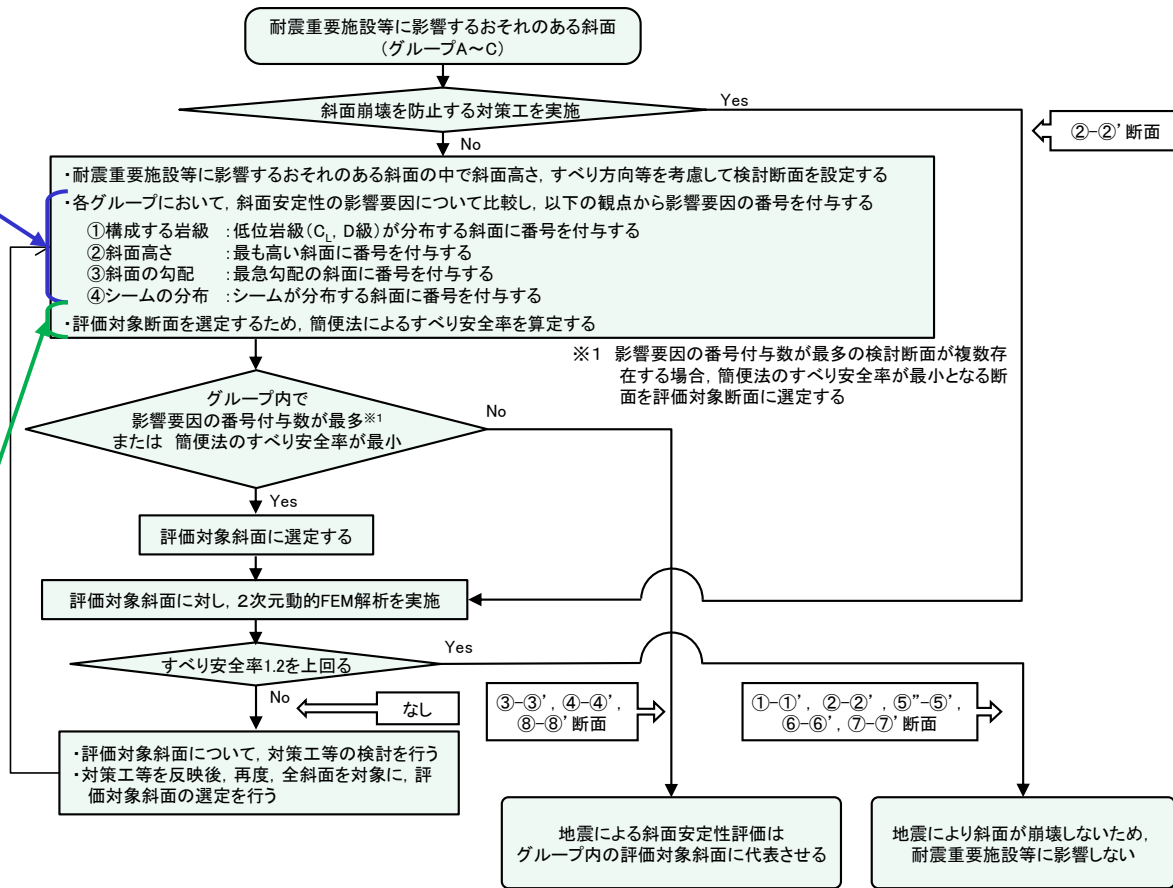 耐震重要施設等に影響するおそれのある斜面
(グループA～C)
斜面崩壊を防止する対策工を実施
Yes
②-②' 断面
No
・耐震重要施設等に影響するおそれのある斜面の中で斜面高さ, すべり方向等を考慮して検討断面を設定する
・各グループにおいて, 斜面安定性の影響要因について比較し, 以下の観点から影響要因の番号を付与する
①構成する岩級 :低位岩級(CL, D級)が分布する斜面に番号を付与する
②斜面高さ :最も高い斜面に番号を付与する
③斜面の勾配 :最急勾配の斜面に番号を付与する
④シームの分布 :シームが分布する斜面に番号を付与する
・評価対象断面を選定するため, 簡便法によるすべり安全率を算定する
※1 影響要因の番号付与数が最多の検討断面が複数存
在する場合, 簡便法のすべり安全率が最小となる断
面を評価対象断面に選定する
グループ内で
影響要因の番号付与数が最多※1
または 簡便法のすべり安全率が最小
No
Yes
評価対象斜面に選定する
評価対象斜面に対し, 2次元動的FEM解析を実施
すべり安全率1.2を上回る
Yes
No
なし
③-③', ④-④',
⑧-⑧' 断面
①-①', ②-②', ⑤"-⑤',
⑥-⑥', ⑦-⑦' 断面
・評価対象斜面について, 対策工等の検討を行う
・対策工等を反映後, 再度, 全斜面を対象に, 評
価対象斜面の選定を行う
地震による斜面安定性評価は
グループ内の評価対象斜面に代表させる
地震により斜面が崩壊しないため,
耐震重要施設等に影響しない